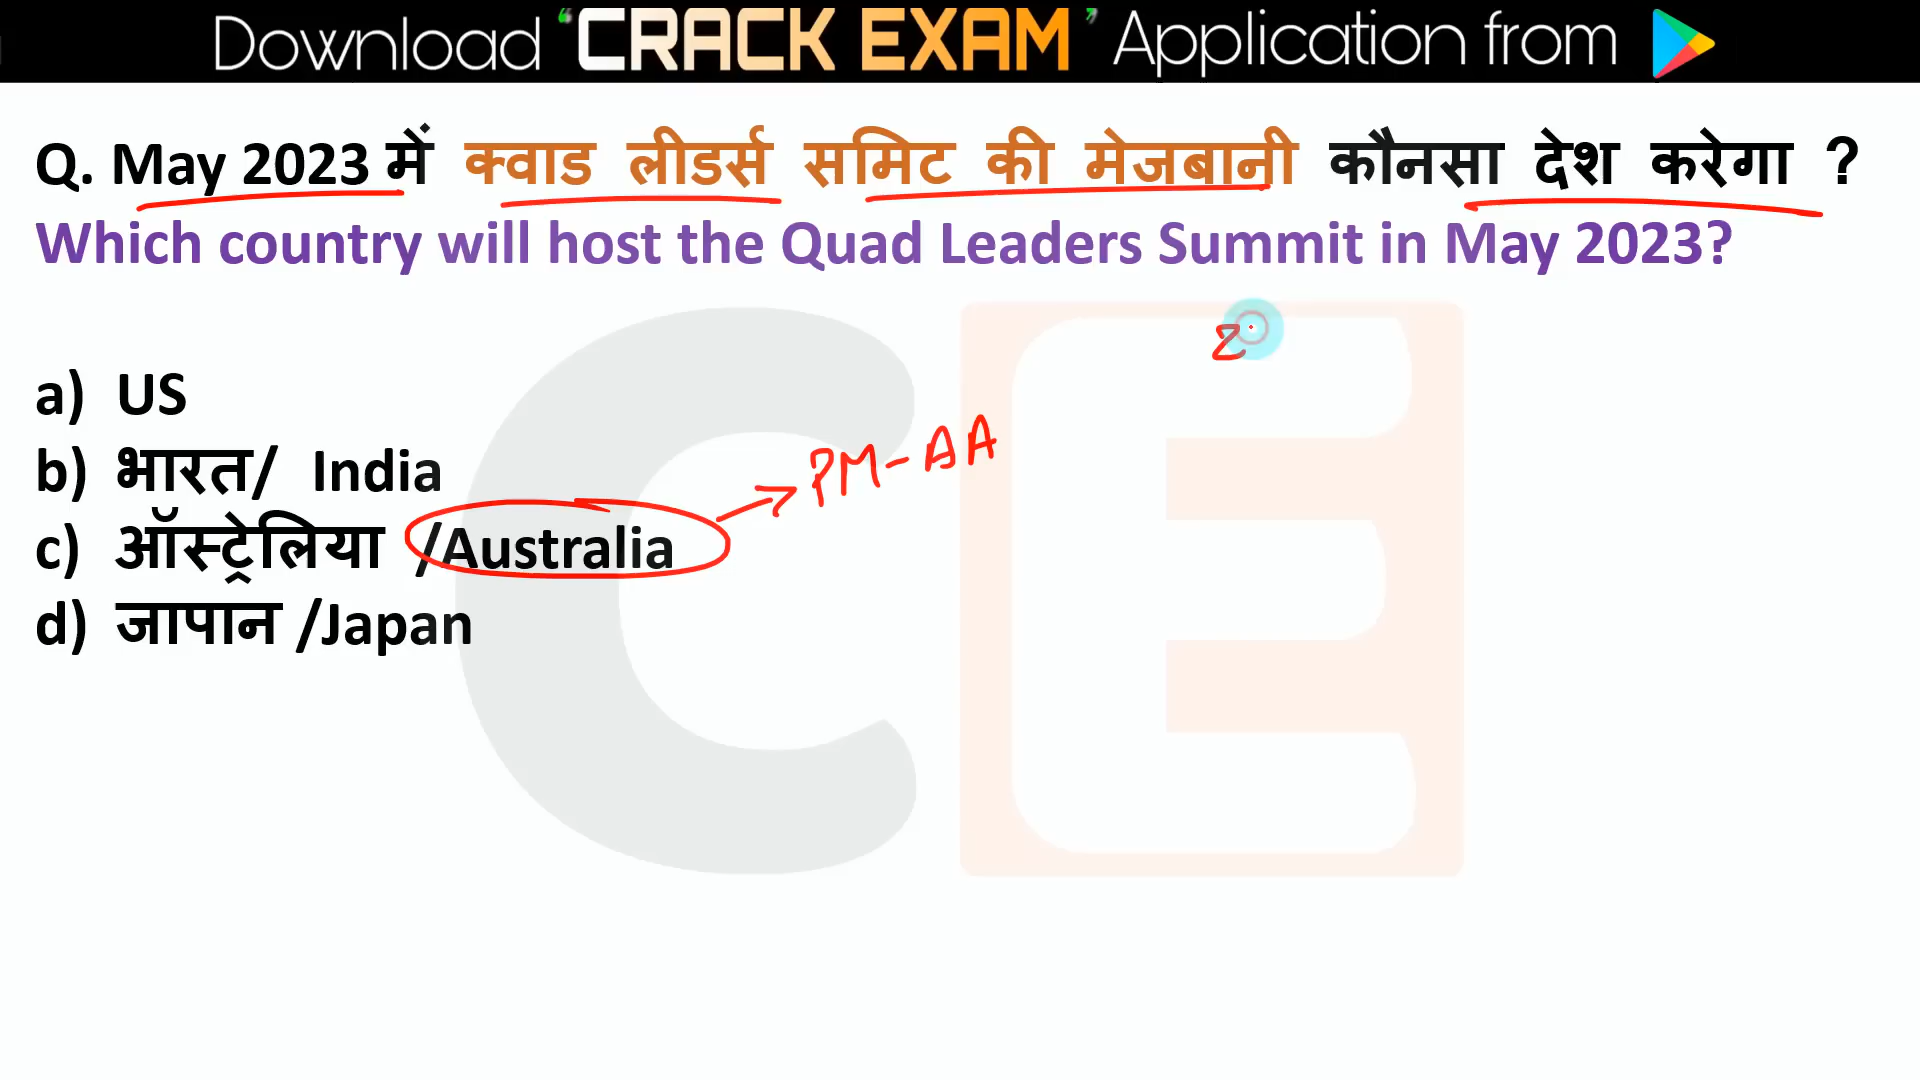 Download ‘CRACK EXAM’ Application from
Q. May 2023 में क्वाड लीडर्स समिट की मेजबानी कौनसा देश करेगा ?
Which country will host the Quad Leaders Summit in May 2023?
a) US
b) भारत/ India
c) ऑस्ट्रेलिया /Australia
PM-AA
d) जापान /Japan
CE